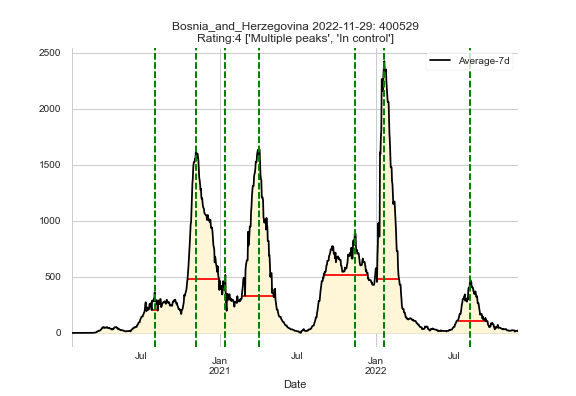 Bosnia_and_Herzegovina 2022-11-29: 400529
Rating:4 ['Multiple peaks', 'In control']
Average-7d
2500
2000
1500
1000
500
0
Jul
Jan
2021
Jul
Jan
2022
Jul
Date